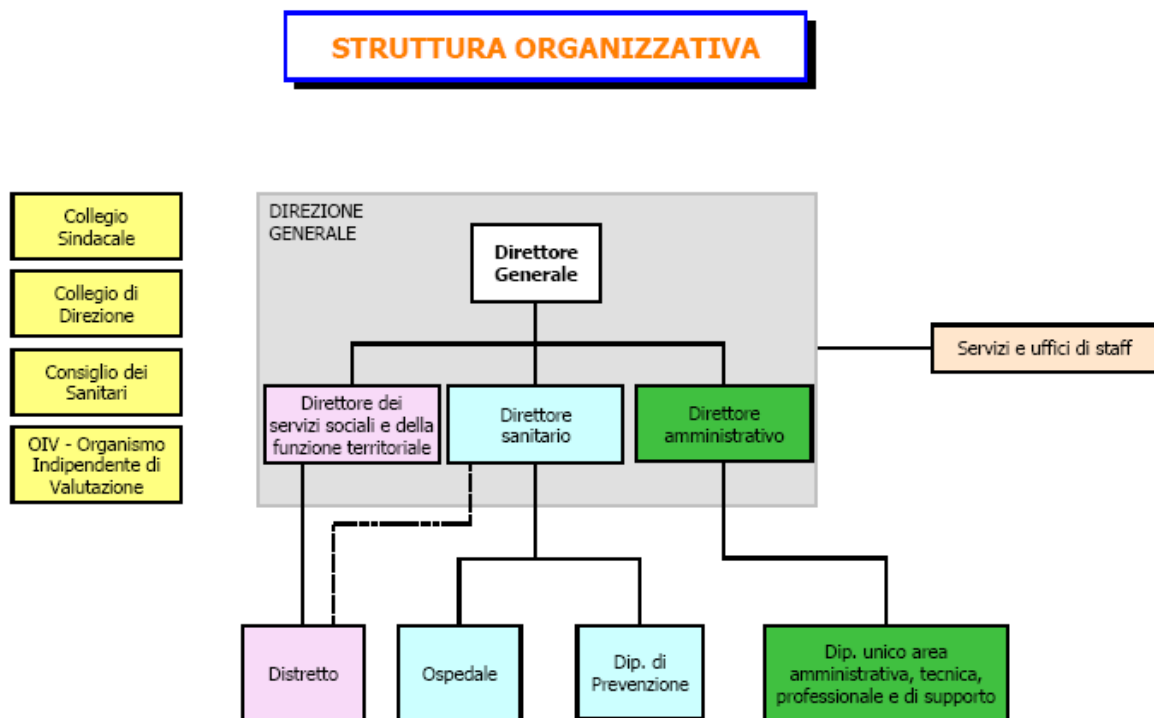 STRUTTURA ORGANIZZATIVA
Collegio
Sindacale
Collegio di
Direzione
Consiglio dei
Sanitari
OIV - Organismo
Indipendente di
Valutazione
DIREZIONE
GENERALE
Direttore
Generale
Direttore dei
servizi sociali e della
funzione territoriale
Direttore
sanitario
Direttore
amministrativo
Servizi e uffici di staff
Distretto
Ospedale
Dip. di
Prevenzione
Dip. unico area
amministrativa, tecnica,
professionale e di supporto